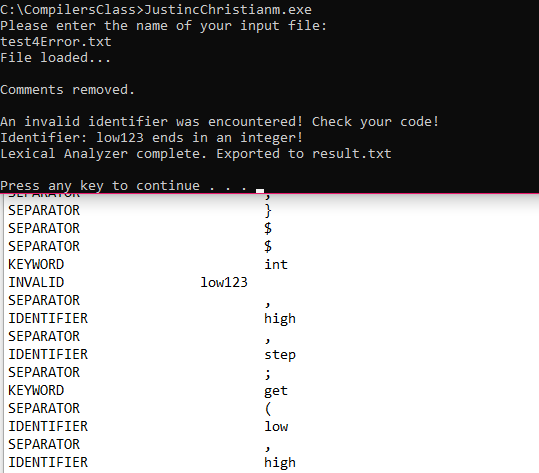 C:\CompilersClass>JustincChristianm.exe
Please enter the name of your input file:
test4Error.txt
File loaded...
Comments removed.
An invalid identifier was encountered! Check your code!
Identifier: low123 ends in an integer!
Lexical Analyzer complete. Exported to result.txt
Press any key to continue . . .
SEPARATOR ;
SEPARATOR }
SEPARATOR $
SEPARATOR $
KEYWORD int
INVALID low123
SEPARATOR ,
IDENTIFIER high
SEPARATOR ,
IDENTIFIER step
SEPARATOR ;
KEYWORD get
SEPARATOR (
IDENTIFIER low
SEPARATOR ,
IDENTIFIER high